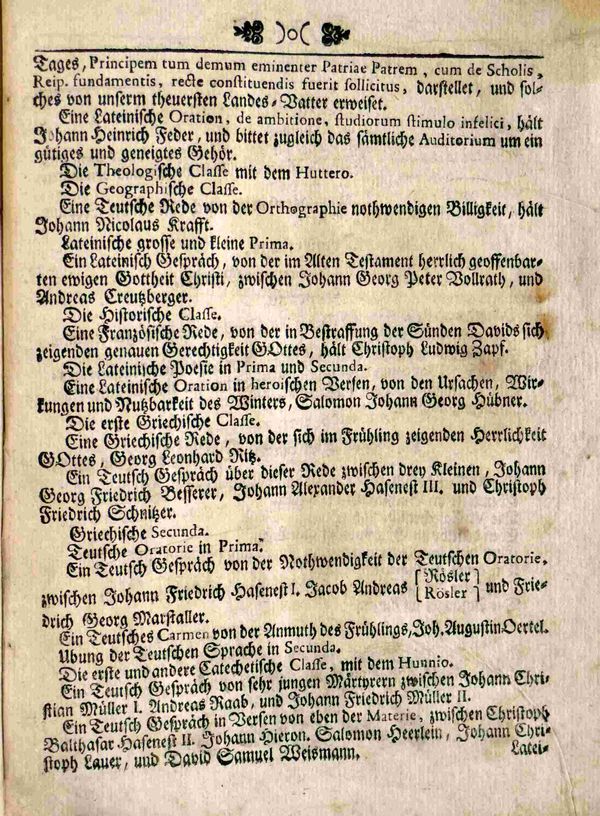 )o(
Tages, Principem tum demum eminenter Patriae Patrem, cum de Scholis,
Reip. fundamentis, recte constituendis fuerit sollicitus, darstellet, und sol-
ches von unserm theuersten Landes-Vatter erweiset.
Eine Lateinische Oration, de ambitione, studiorum stimulo infelici, hält
Johann Heinrich Feder, und bittet zugleich das sämtliche Auditorium um ein
gütiges und geneigtes Gehör.
Die Theologische Classe mit dem Huttero.
Die Geographische Classe.
Eine Teutsche Rede von der Orthographie nothwendigen Billigkeit, hält
Johann Nicolaus Krafft.
Lateinische grosse und kleine Prima.
Ein Lateinisch Gespräch, von der im Alten Testament herrlich geoffenbar-
ten ewigen Gottheit Christi, zwischen Johann Georg Peter Vollrath, und
Andreas Creutzberger.
Die Historische Classe.
Eine Französische Rede, von der in Bestraffung der Sünden Davids sich
zeigenden genauen Gerechtigkeit GOttes, hält Christoph Ludwig Zapf.
Die Lateinische Poesie in Prima und Secunda.
Eine Lateinische Oration in heroischen Versen, von den Ursachen, Wür-
kungen und Nutzbarkeit des Winters, Salomon Johann Georg Hübner.
Die erste Griechische Classe.
Eine Griechische Rede, von der sich im Frühling zeigenden Herrlichkeit
GOttes, Georg Leonhard Ritz.
Ein Teutsch Gespräch über dieser Rede zwischen drey Kleinen, Johann
Georg Friedrich Besserer, Johann Alexander Hasenest III. und Christoph
Friedrich Schnitzer.
Griechische Secunda.
Teutsche Oratorie in Prima.
Ein Teutsch Gespräch von der Nothwendigkeit der Teutschen Oratorie,
zwischen Johann Friedrich Hasenest I. Jacob Andreas [Rösler
Rösler] und Frie-
drich Georg Marstaller.
Ein Teutsches Carmen von der Anmuth des Frühlings, Joh. Augustin Oertel.
Ubung der Teutschen Sprache in Secunda.
Die erste und andere Catechetische Classe, mit dem Hunnio.
Ein Teutsch Gespräch von sehr jungen Märtyrern zwischen Johann Chri-
stian Müller I. Andreas Raab, und Johann Friedrich Müller II.
Ein Teutsch Gespräch in Versen von eben der Materie, zwischen Christoph
Balthasar Hasenest II. Johann Hieron. Salomon Heerlein, Johann Chri-
stoph Lauer, und David Samuel Weismann.
Latei-